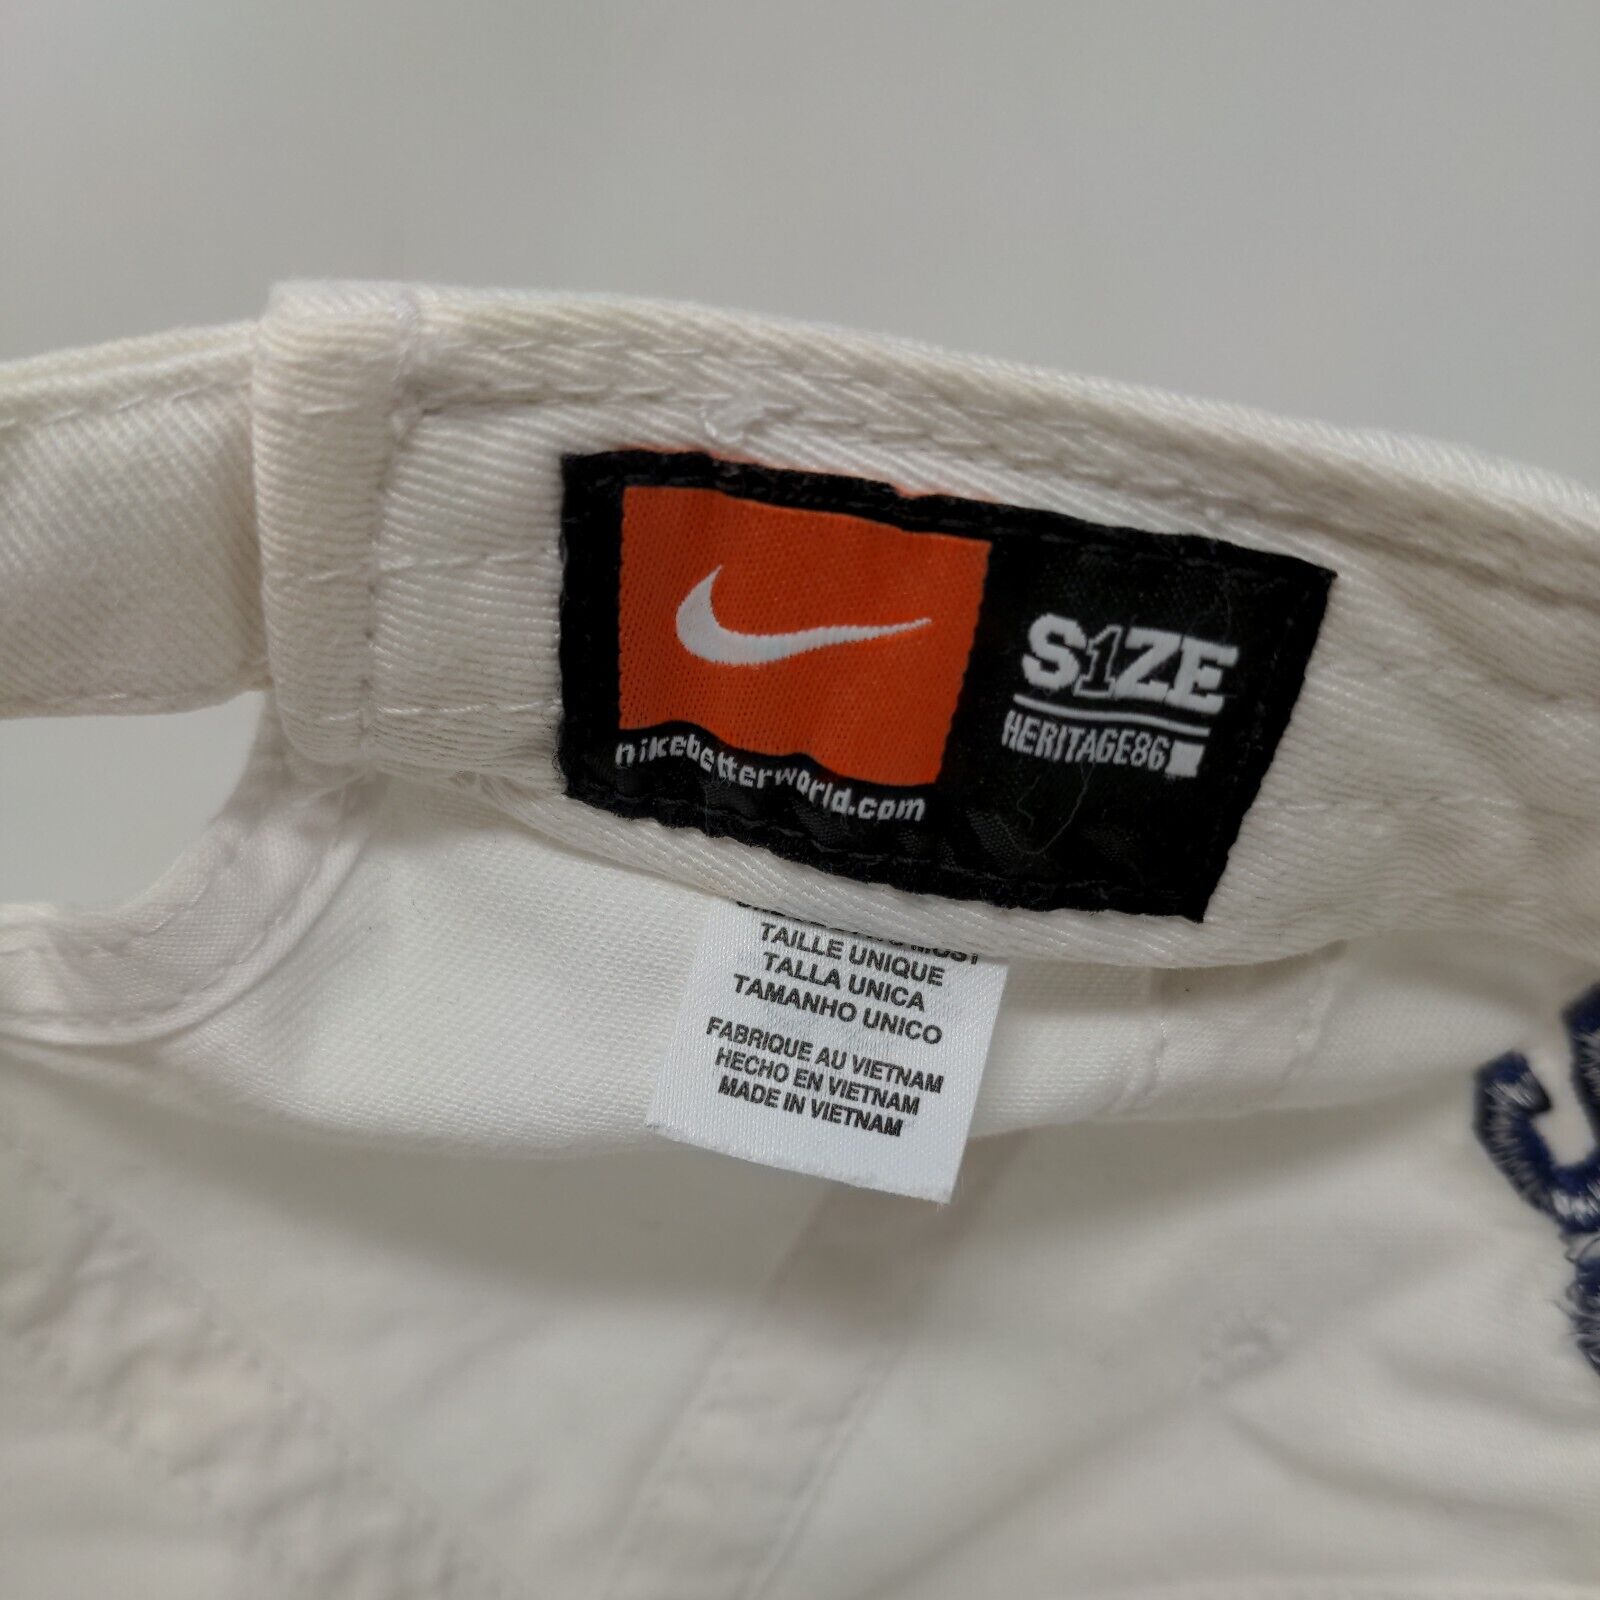 S1ZE
HERITAGE86
nikebetterworld.com
MOST
TAILLE UNIQUE
TALLA UNICA
TAMANHO UNICO
FABRIQUE AU VIETNAM
HECHO EN VIETNAM
MADE IN VIETNAM